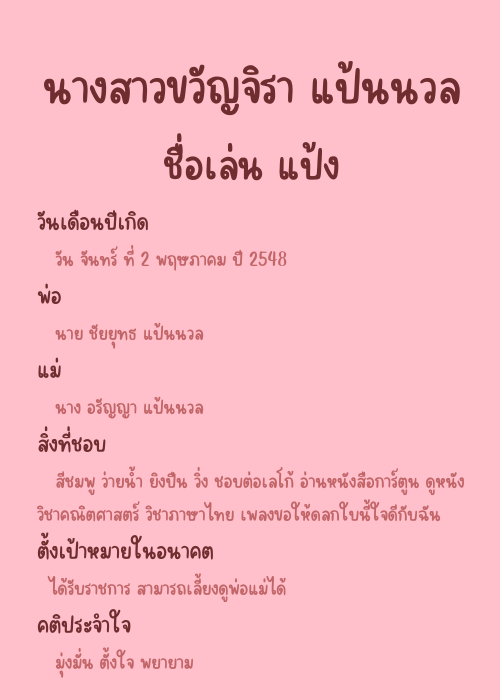 นางสาวขวัญจิรา แป้นนวล
ชื่อเล่น แป้ง
วันเดือนปีเกิด
วัน จันทร์ ที่ 2 พฤษภาคม ปี 2548
พ่อ
นาย ชัยยุทธ แป้นนวล
แม่
นาง อรัญญา แป้นนวล
สิ่งที่ชอบ
สีชมพู ว่ายน้ำ ยิงปืน วิ่ง ชอบต่อเลโก้ อ่านหนังสือการ์ตูน ดูหนัง
วิชาคณิตศาสตร์ วิชาภาษาไทย เพลงขอให้ดลกใบนี้ใจดีกับฉัน
ตั้งเป้าหมายในอนาคต
ได้รับราชการ สามารถเลี้ยงดูพ่อแม่ได้
คติประจำใจ
มุ่งมั่น ตั้งใจ พยายาม